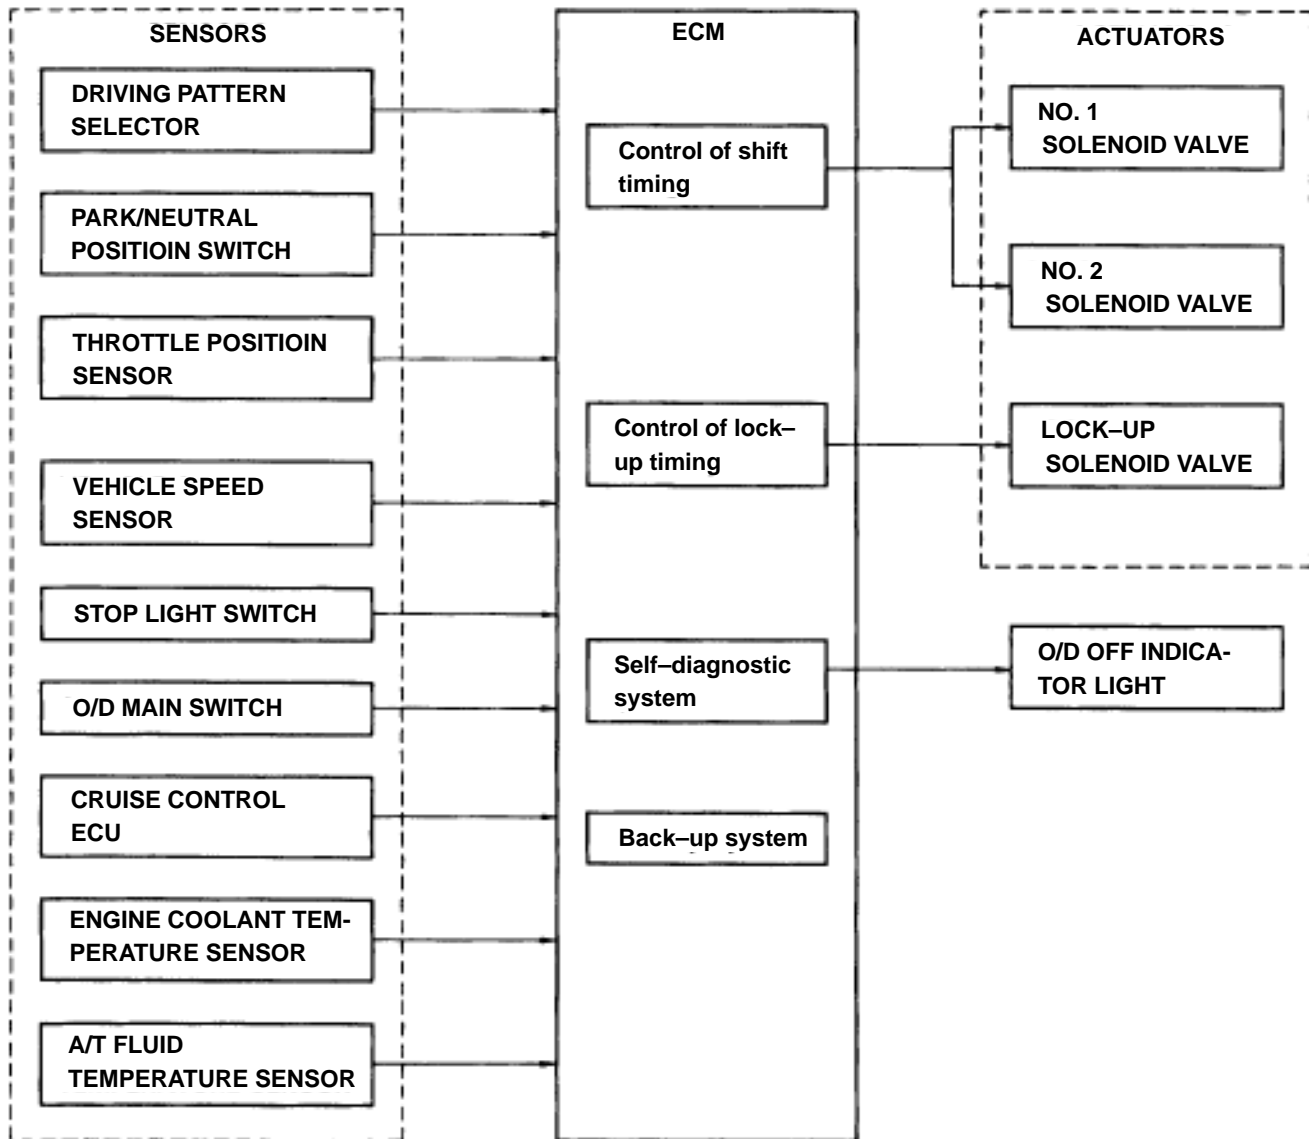 SENSORS
DRIVING PATTERN
SELECTOR
PARK/NEUTRAL
POSITIOIN SWITCH
THROTTLE POSITIOIN
SENSOR
VEHICLE SPEED
SENSOR
STOP LIGHT SWITCH
O/D MAIN SWITCH
CRUISE CONTROL
ECU
ENGINE COOLANT TEM-
PERATURE SENSOR
A/T FLUID
TEMPERATURE SENSOR
ECM
Control of shift
timing
Control of lock–
up timing
Self–diagnostic
system
Back–up system
ACTUATORS
NO. 1
SOLENOID VALVE
NO. 2
SOLENOID VALVE
LOCK–UP
SOLENOID VALVE
O/D OFF INDICA-
TOR LIGHT